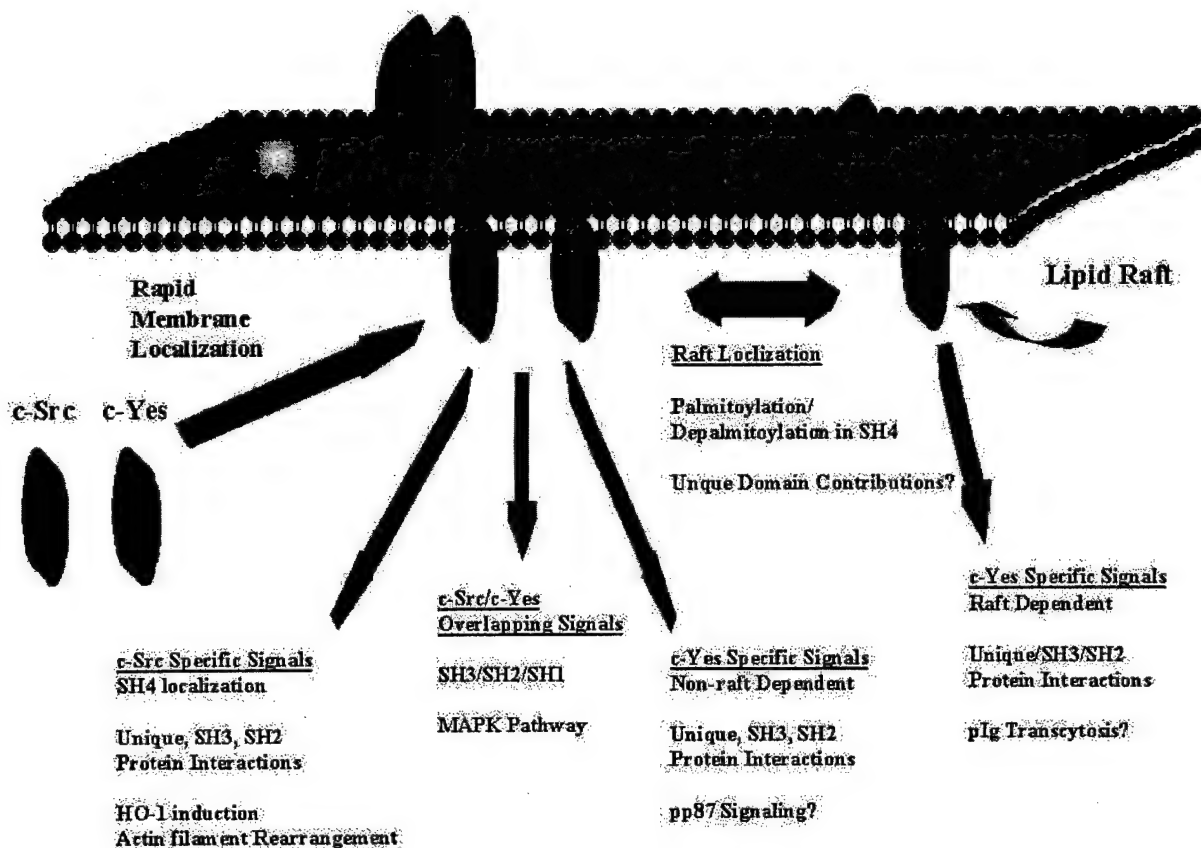 Rapid
Membrane
Localization
Lipid Raft
c-Src c-Yes
Raft Loclization
Palmitoylation/
Depalmitoylation in SH4
Unque Domain Contributions?
c-Src Specific Signals
SH4 localization
Unique, SH3, SH2
Protein Interactions
HO-1 induction
Actin filament Rearrangement
c-Src/c-Yes
Overlapping Signals
SH3/SH2/SH1
MAPK Pathway
c-Yes Specific Signals
Non-raft Dependent
Unique, SH3, SH2
Protein Interactions
pp87 Signaling?
c-Yes Specific Signals
Raft Dependent
Unique/SH3/SH2
Protein Interactions
pIg Transcytosis?